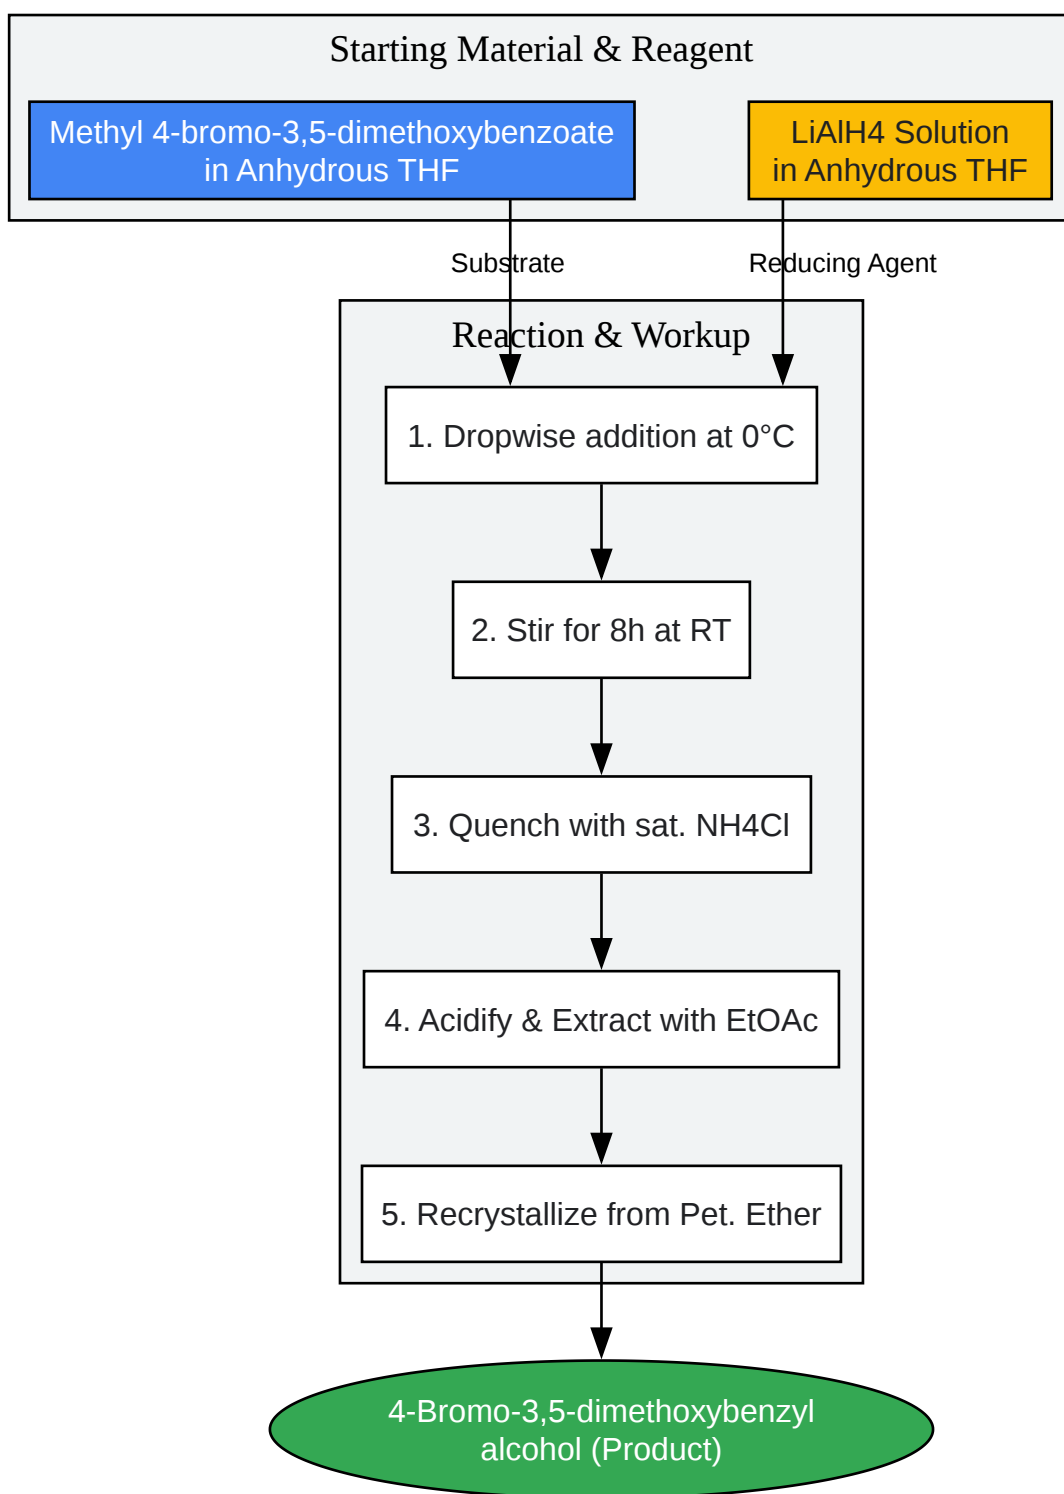 Starting Material & Reagent
Methyl 4-bromo-3,5-dimethoxybenzoate
in Anhydrous THF
LiAlH4 Solution
in Anhydrous THF
Substrate
Reducing Agent
Reaction & Workup
1. Dropwise addition at 0°C
2. Stir for 8h at RT
3. Quench with sat. NH4Cl
4. Acidify & Extract with EtOAc
5. Recrystallize from Pet. Ether
4-Bromo-3,5-dimethoxybenzyl
alcohol (Product)